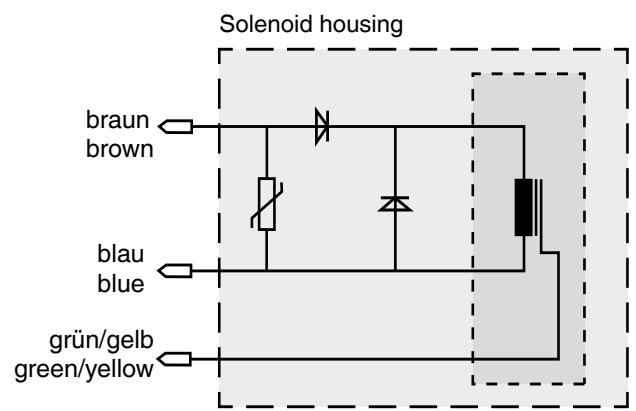 Solenoid housing
braun
brown
blau
blue
grün/gelb
green/yellow